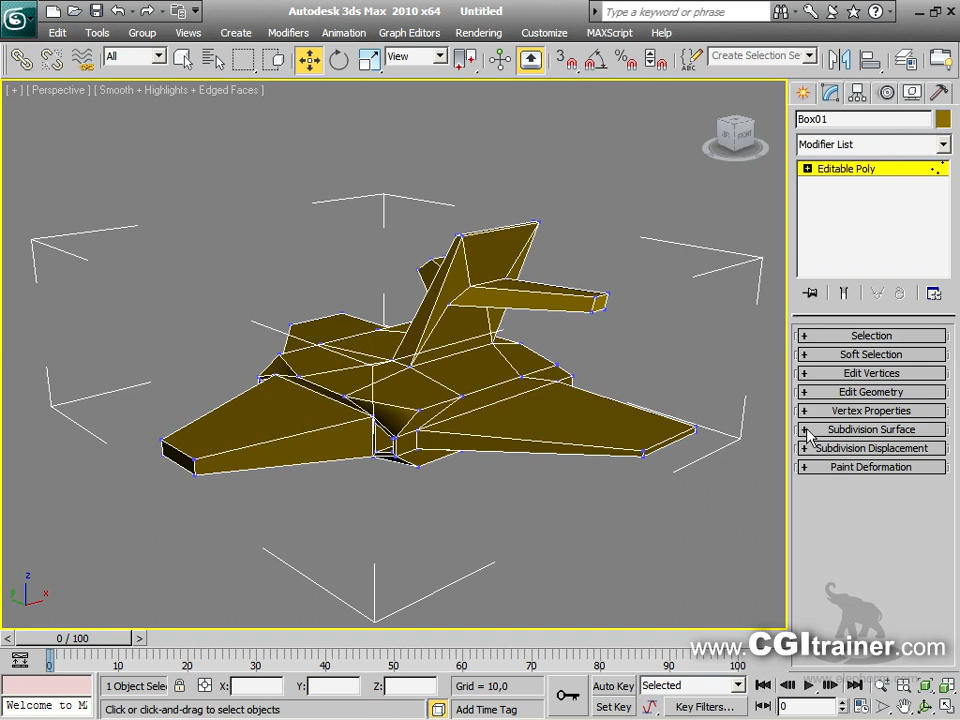 Autodesk 3ds Max 2010 x64 Untitled
Type a keyword or phrase
Edit Tools Group Views Create Modifiers Animation Graph Editors Rendering Customize MAXScript Help
All View 3 Create Selection Se
[ + ] [ Perspective ] [ Smooth + Highlights + Edged Faces ]
FRONT
Box01
Modifier List
Editable Poly
Selection
Soft Selection
Edit Vertices
Edit Geometry
Vertex Properties
Subdivision Surface
Subdivision Displacement
Paint Deformation
z
y
x
www.CGItrainer.com
< 0 / 100 >
0 10 20 30 40 50 60 70 80 90 100
1 Object Selec X: Y: Z: Grid = 10,0 Auto Key Selected
Welcome to M Click or click-and-drag to select objects Add Time Tag Set Key Key Filters... 0